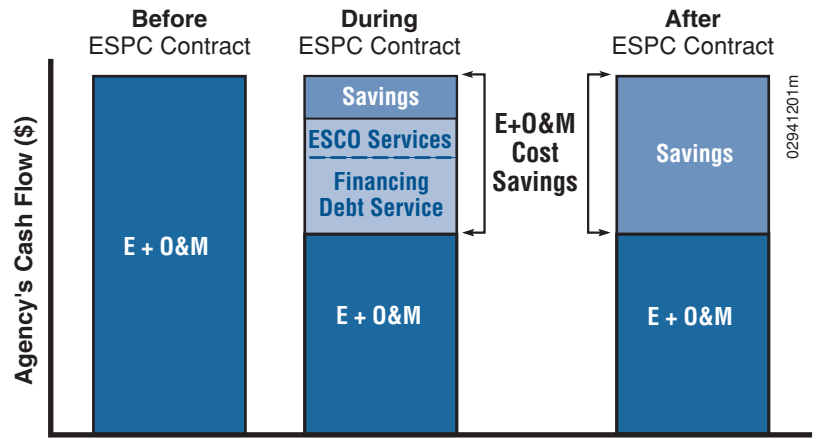 Before
ESPC Contract
During
ESPC Contract
After
ESPC Contract
Agency's Cash Flow ($)
E + O&M
Savings
ESCO Services
Financing
Debt Service
E + O&M
E+O&M
Cost
Savings
Savings
E + O&M
02941201m